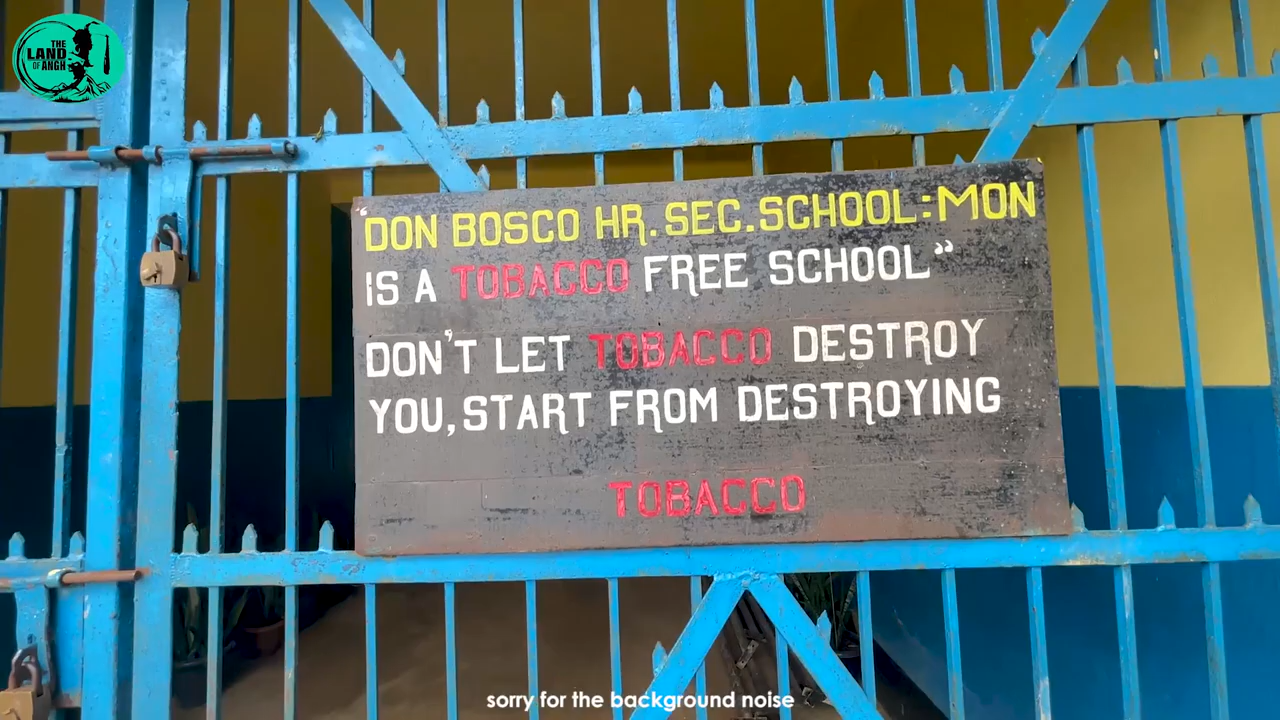 THE
LAND
OF ANGH
“DON BOSCO HR. SEC. SCHOOL: MON
IS A TOBACCO FREE SCHOOL”
DON'T LET TOBACCO DESTROY
YOU, START FROM DESTROYING
TOBACCO
sorry for the background noise